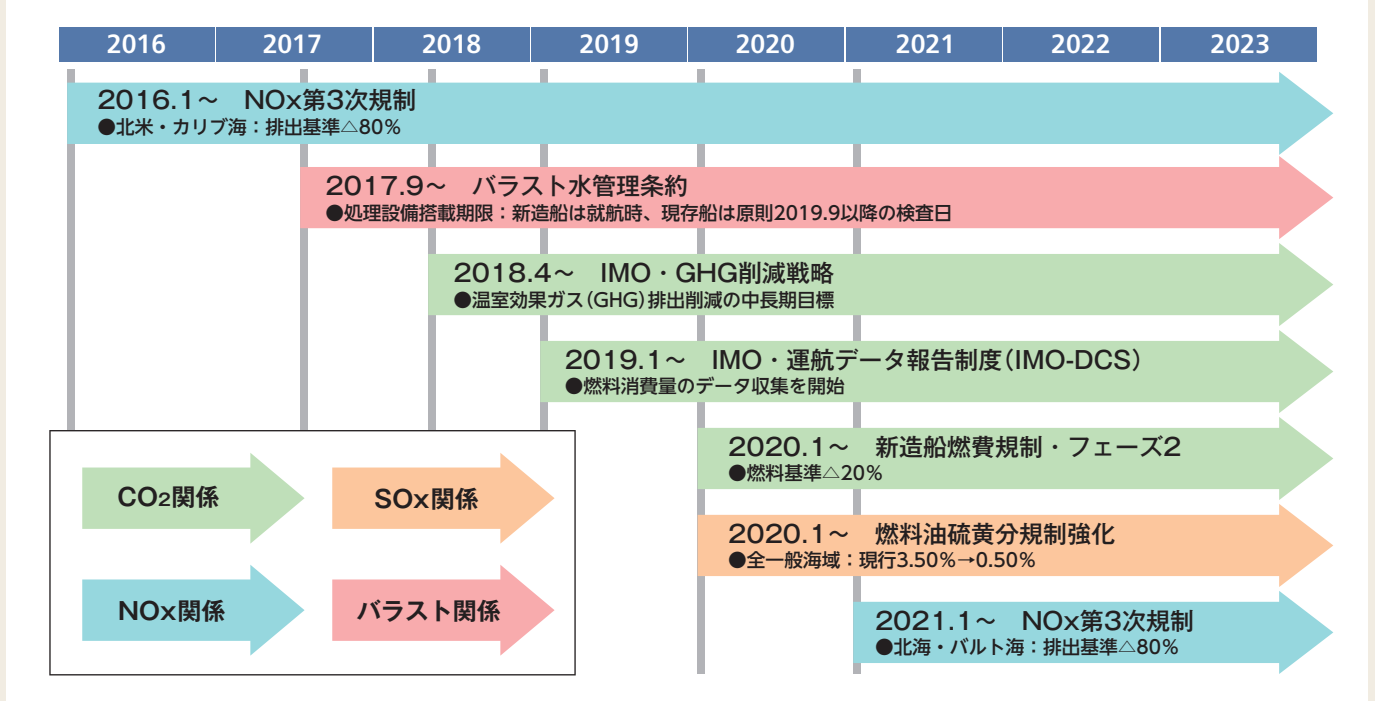 2016 2017 2018 2019 2020 2021 2022 2023
2016.1～ NOx第3次規制
●北米・カリブ海：排出基準△80%
2017.9～ バラスト水管理条約
●処理設備搭載期限：新造船は就航時、現存船は原則2019.9以降の検査日
2018.4～ IMO・GHG削減戦略
●温室効果ガス(GHG)排出削減の中長期目標
2019.1～ IMO・運航データ報告制度(IMO-DCS)
●燃料消費量のデータ収集を開始
2020.1～ 新造船燃費規制・フェーズ2
●燃料基準△20%
2020.1～ 燃料油硫黄分規制強化
●全一般海域：現行3.50%→0.50%
2021.1～ NOx第3次規制
●北海・バルト海：排出基準△80%
CO2関係 SOx関係
NOx関係 バラスト関係